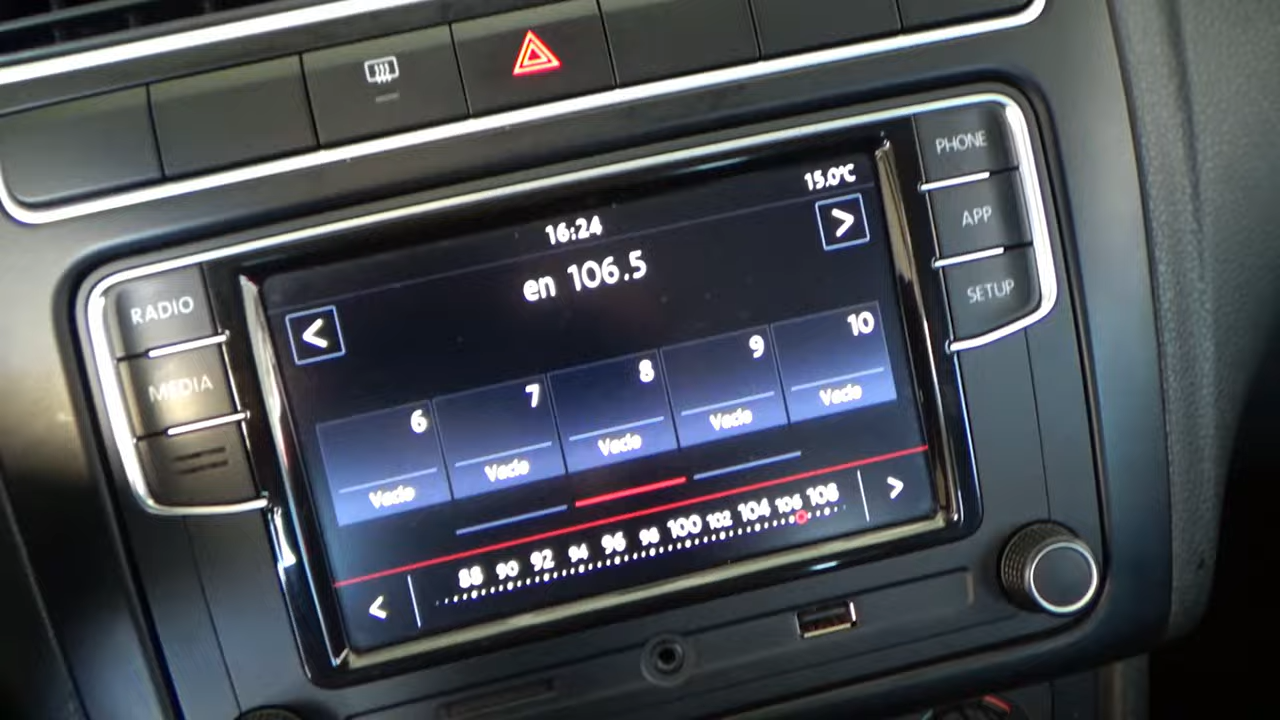 PHONE
APP
SETUP
RADIO
MEDIA
15.0°C
16:24
en 106.5
6 7 8 9 10
Vacío Vacío Vacío Vacío Vacío
88 90 92 94 96 98 100 102 104 106 108